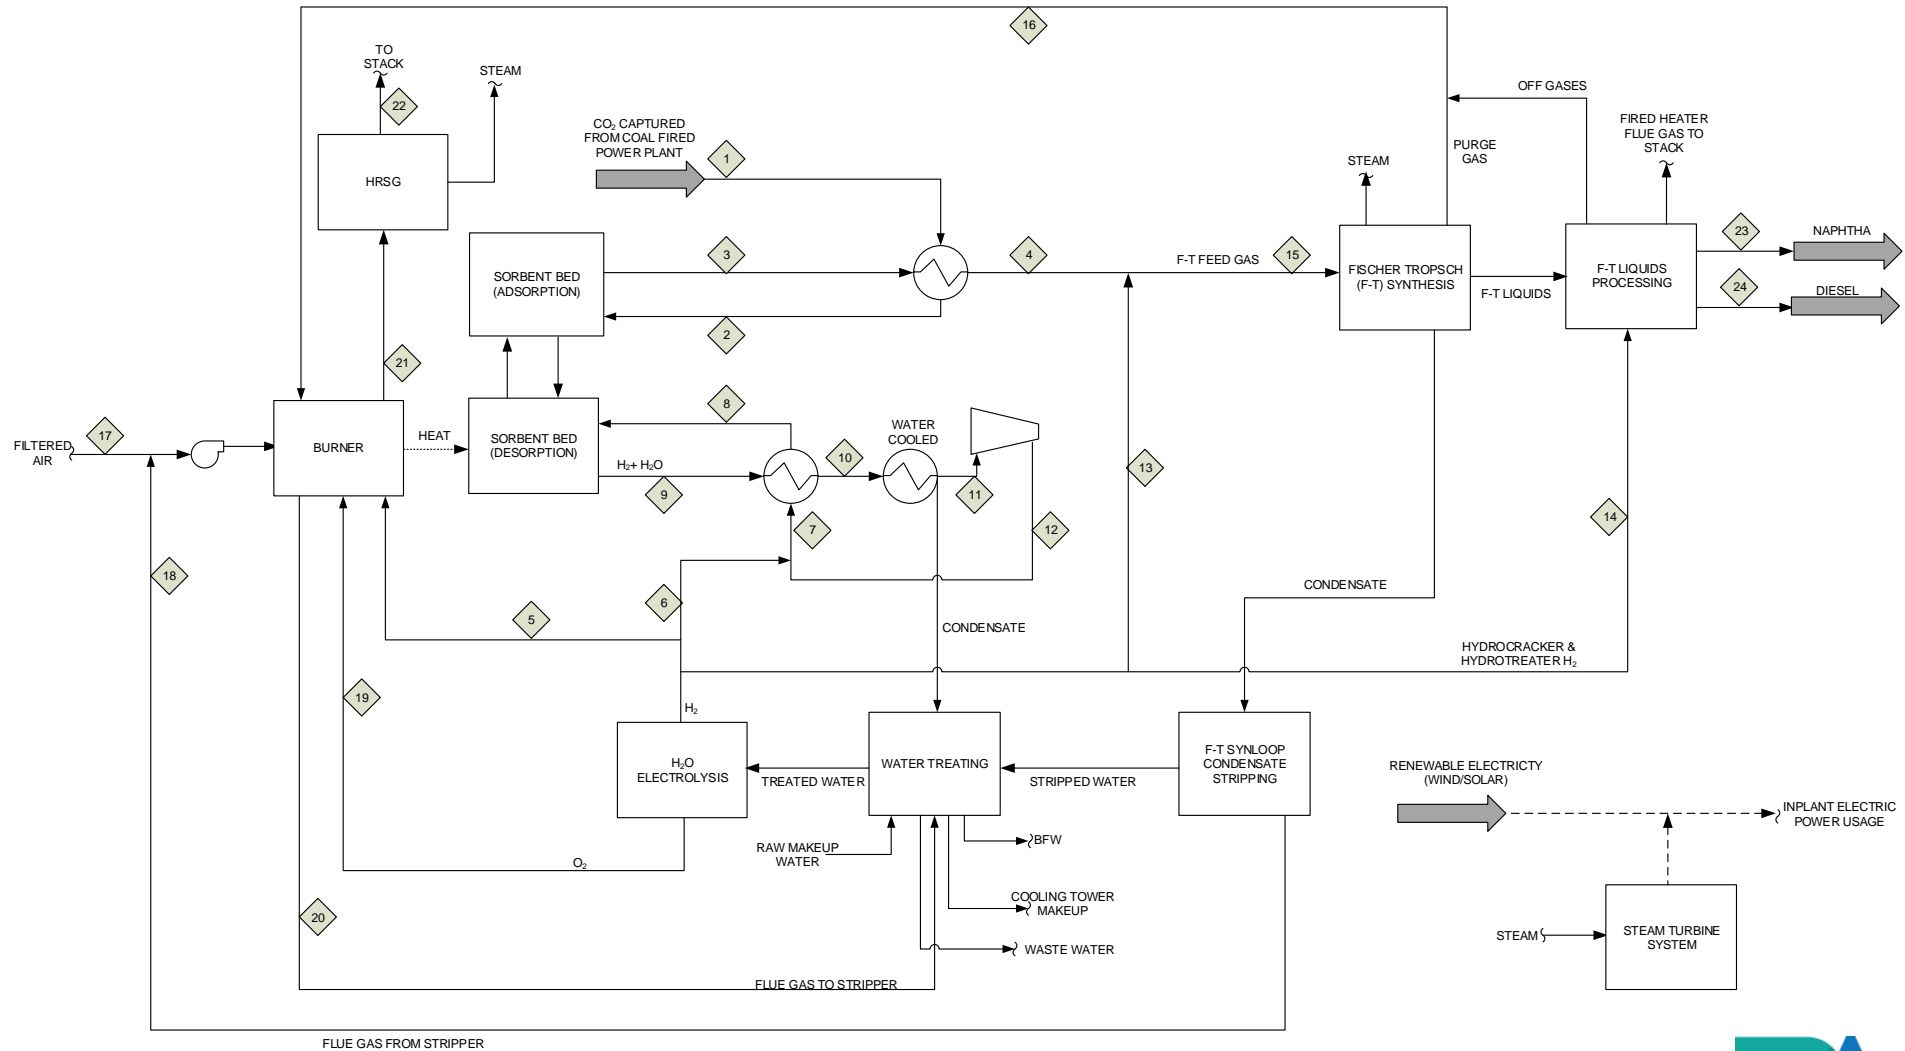 16
TO
STACK
STEAM
22
HRSG
CO₂ CAPTURED
FROM COAL FIRED
POWER PLANT
1
OFF GASES
FIRED HEATER
FLUE GAS TO
STACK
PURGE
GAS
STEAM
SORBENT BED
(ADSORPTION)
3
4
F-T FEED GAS
15
FISCHER TROPSCH
(F-T) SYNTHESIS
F-T LIQUIDS
F-T LIQUIDS
PROCESSING
23
NAPHTHA
24
DIESEL
2
21
8
FILTERED
AIR
17
BURNER
HEAT
SORBENT BED
(DESORPTION)
H₂+ H₂O
9
10
WATER
COOLED
11
7
12
13
14
18
6
5
CONDENSATE
CONDENSATE
HYDROCRACKER &
HYDROTREATER H₂
19
H₂
H₂O
ELECTROLYSIS
TREATED WATER
WATER TREATING
STRIPPED WATER
F-T SYNLOOP
CONDENSATE
STRIPPING
RENEWABLE ELECTRICTY
(WIND/SOLAR)
INPLANT ELECTRIC
POWER USAGE
RAW MAKEUP
WATER
BFW
O₂
COOLING TOWER
MAKEUP
20
WASTE WATER
STEAM
STEAM TURBINE
SYSTEM
FLUE GAS TO STRIPPER
FLUE GAS FROM STRIPPER